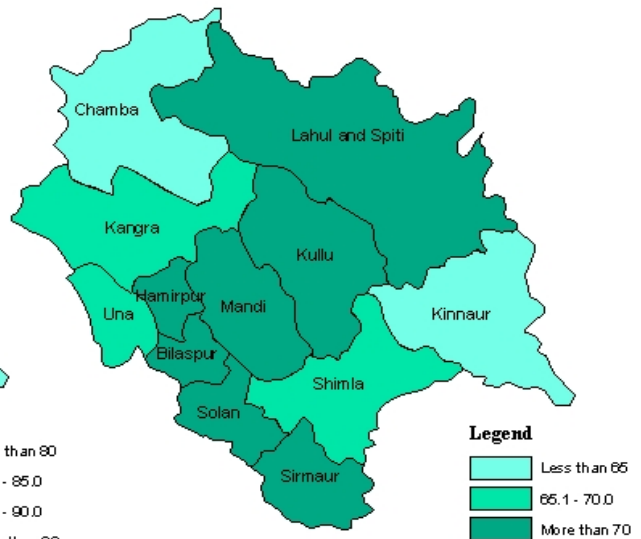 Chamba
Lahul and Spiti
Kangra
Kullu
Hamirpur
Mandi
Una
Kinnaur
Bilaspur
Shimla
Solan
Sirmaur
than 80
- 85.0
- 90.0
Legend
Less than 65
65.1 - 70.0
More than 70